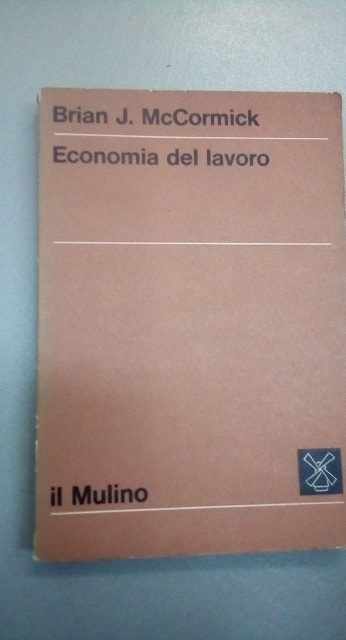 Brian J. McCormick
Economia del lavoro
il Mulino